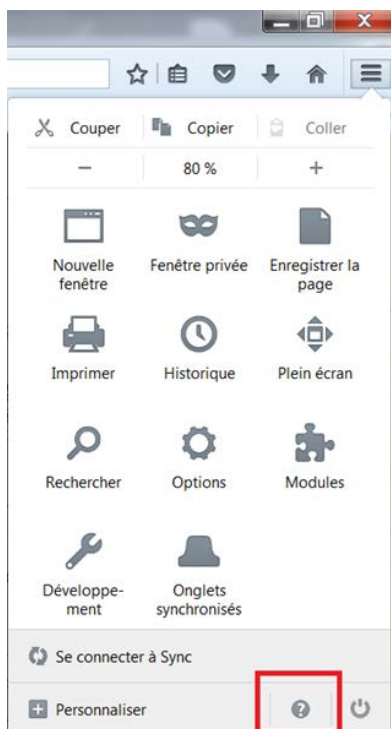 Couper
Copier
Coller
80 %
Nouvelle
fenêtre
Fenêtre privée
Enregistrer la
page
Imprimer
Historique
Plein écran
Rechercher
Options
Modules
Développe-
ment
Onglets
synchronisés
Se connecter à Sync
Personnaliser